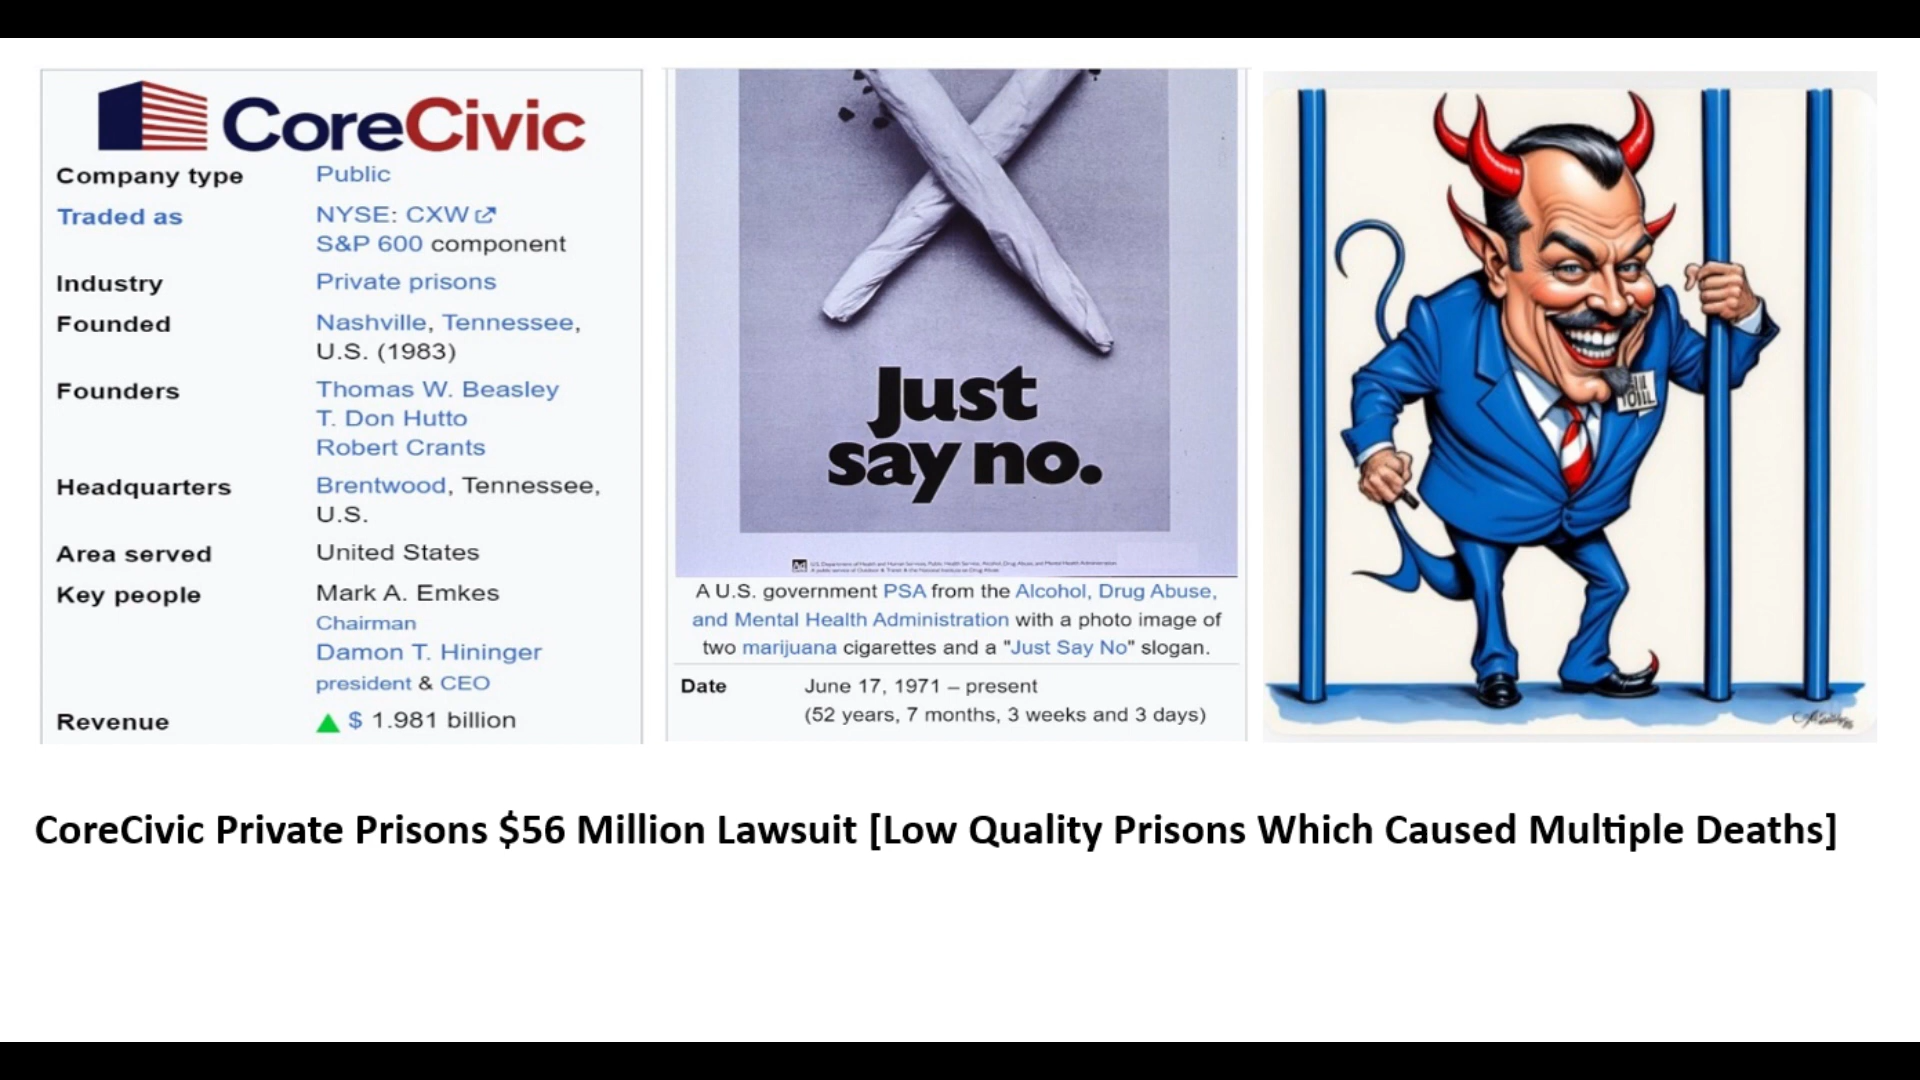 CoreCivic
Company type Public
Traded as NYSE: CXW
S&P 600 component
Industry Private prisons
Founded Nashville, Tennessee,
U.S. (1983)
Founders Thomas W. Beasley
T. Don Hutto
Robert Crants
Headquarters Brentwood, Tennessee,
U.S.
Area served United States
Key people Mark A. Emkes
Chairman
Damon T. Hininger
president & CEO
Revenue $ 1.981 billion
Just
say no.
A U.S. government PSA from the Alcohol, Drug Abuse,
and Mental Health Administration with a photo image of
two marijuana cigarettes and a "Just Say No" slogan.
Date June 17, 1971 – present
(52 years, 7 months, 3 weeks and 3 days)
CoreCivic Private Prisons $56 Million Lawsuit [Low Quality Prisons Which Caused Multiple Deaths]